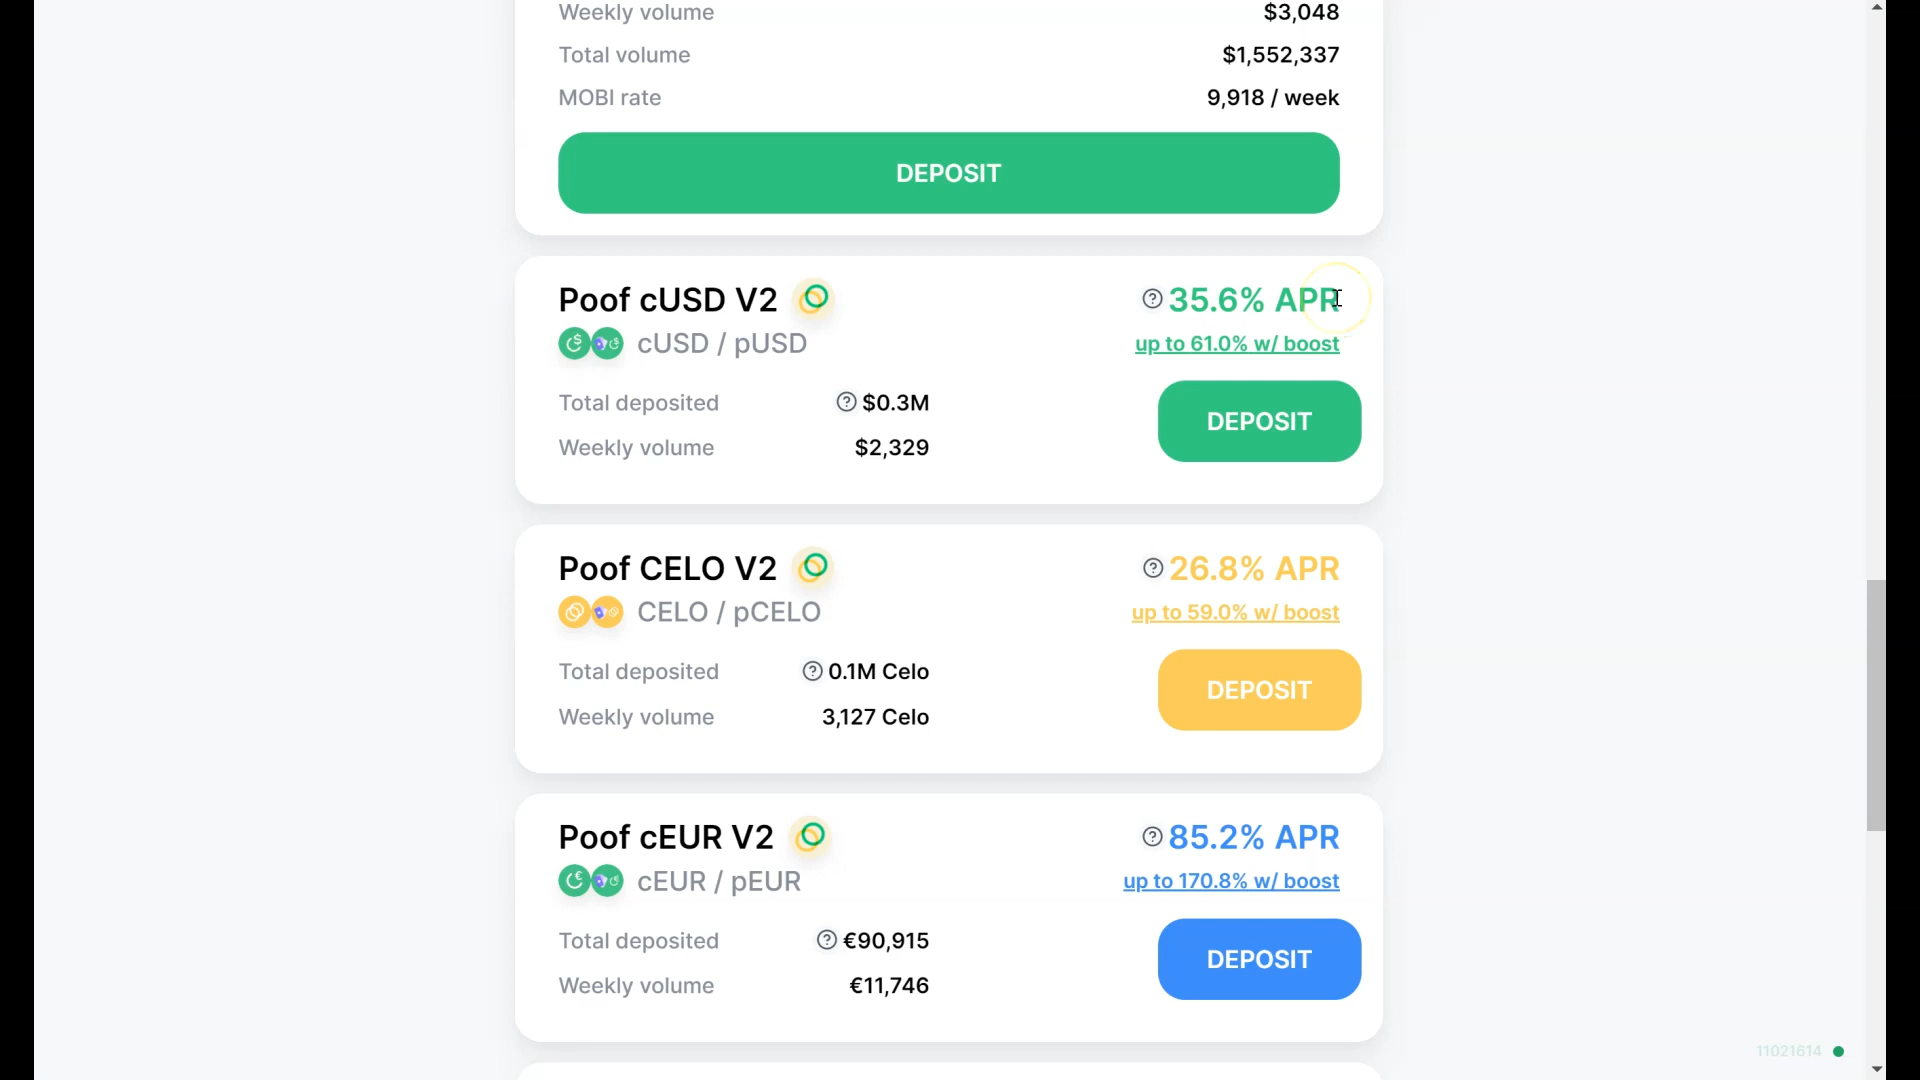 Weekly volume $3,048
Total volume $1,552,337
MOBI rate 9,918 / week
DEPOSIT
Poof cUSD V2 35.6% APR
cUSD / pUSD up to 61.0% w/ boost
Total deposited $0.3M
DEPOSIT
Weekly volume $2,329
Poof CELO V2 26.8% APR
CELO / pCELO up to 59.0% w/ boost
Total deposited 0.1M Celo
DEPOSIT
Weekly volume 3,127 Celo
Poof cEUR V2 85.2% APR
cEUR / pEUR up to 170.8% w/ boost
Total deposited €90,915
DEPOSIT
Weekly volume €11,746
11021614